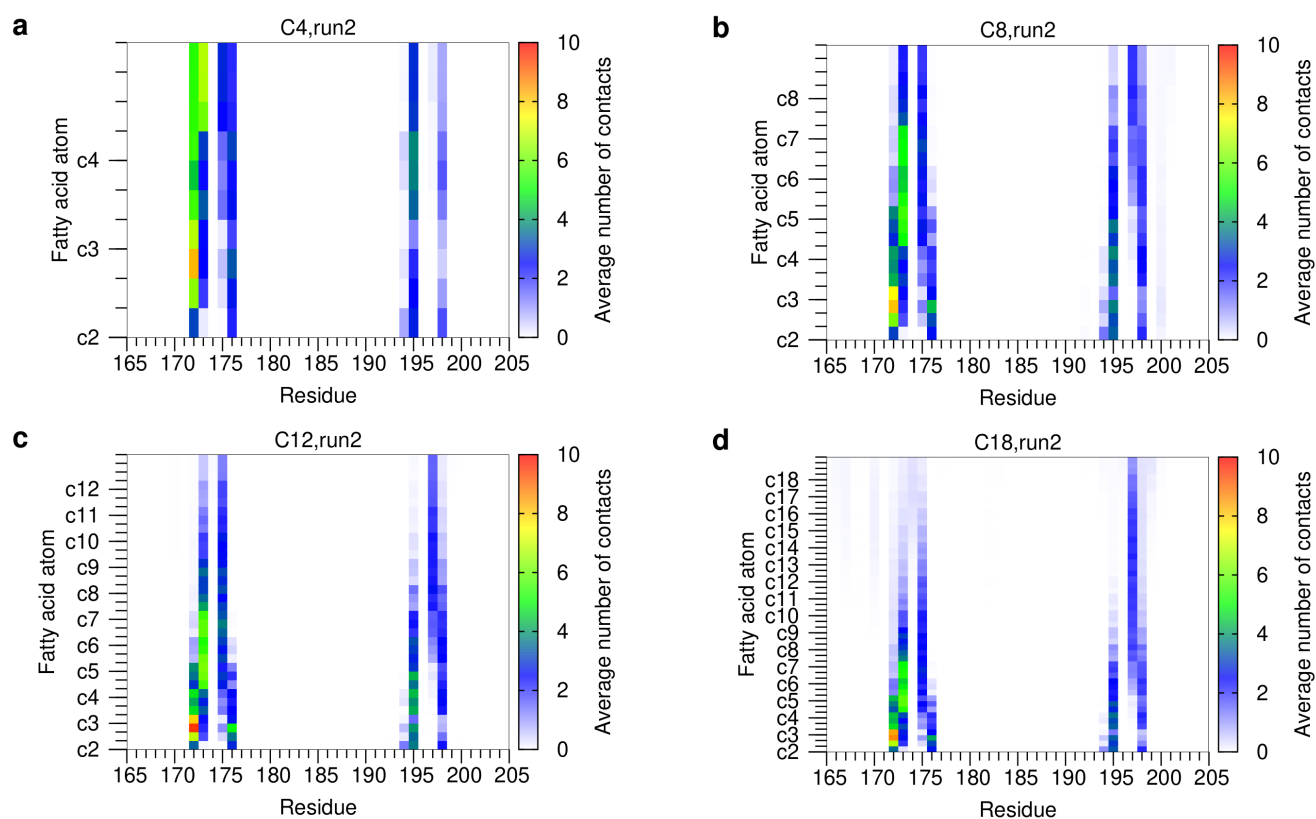 a
C4,run2
Fatty acid atom
c4
c3
c2
165 170 175 180 185 190 195 200 205
Residue
10
8
6
4
2
0
Average number of contacts
b
C8,run2
Fatty acid atom
c8
c7
c6
c5
c4
c3
c2
165 170 175 180 185 190 195 200 205
Residue
10
8
6
4
2
0
Average number of contacts
c
C12,run2
Fatty acid atom
c12
c11
c10
c9
c8
c7
c6
c5
c4
c3
c2
165 170 175 180 185 190 195 200 205
Residue
10
8
6
4
2
0
Average number of contacts
d
C18,run2
Fatty acid atom
c18
c17
c16
c15
c14
c13
c12
c11
c10
c9
c8
c7
c6
c5
c4
c3
c2
165 170 175 180 185 190 195 200 205
Residue
10
8
6
4
2
0
Average number of contacts